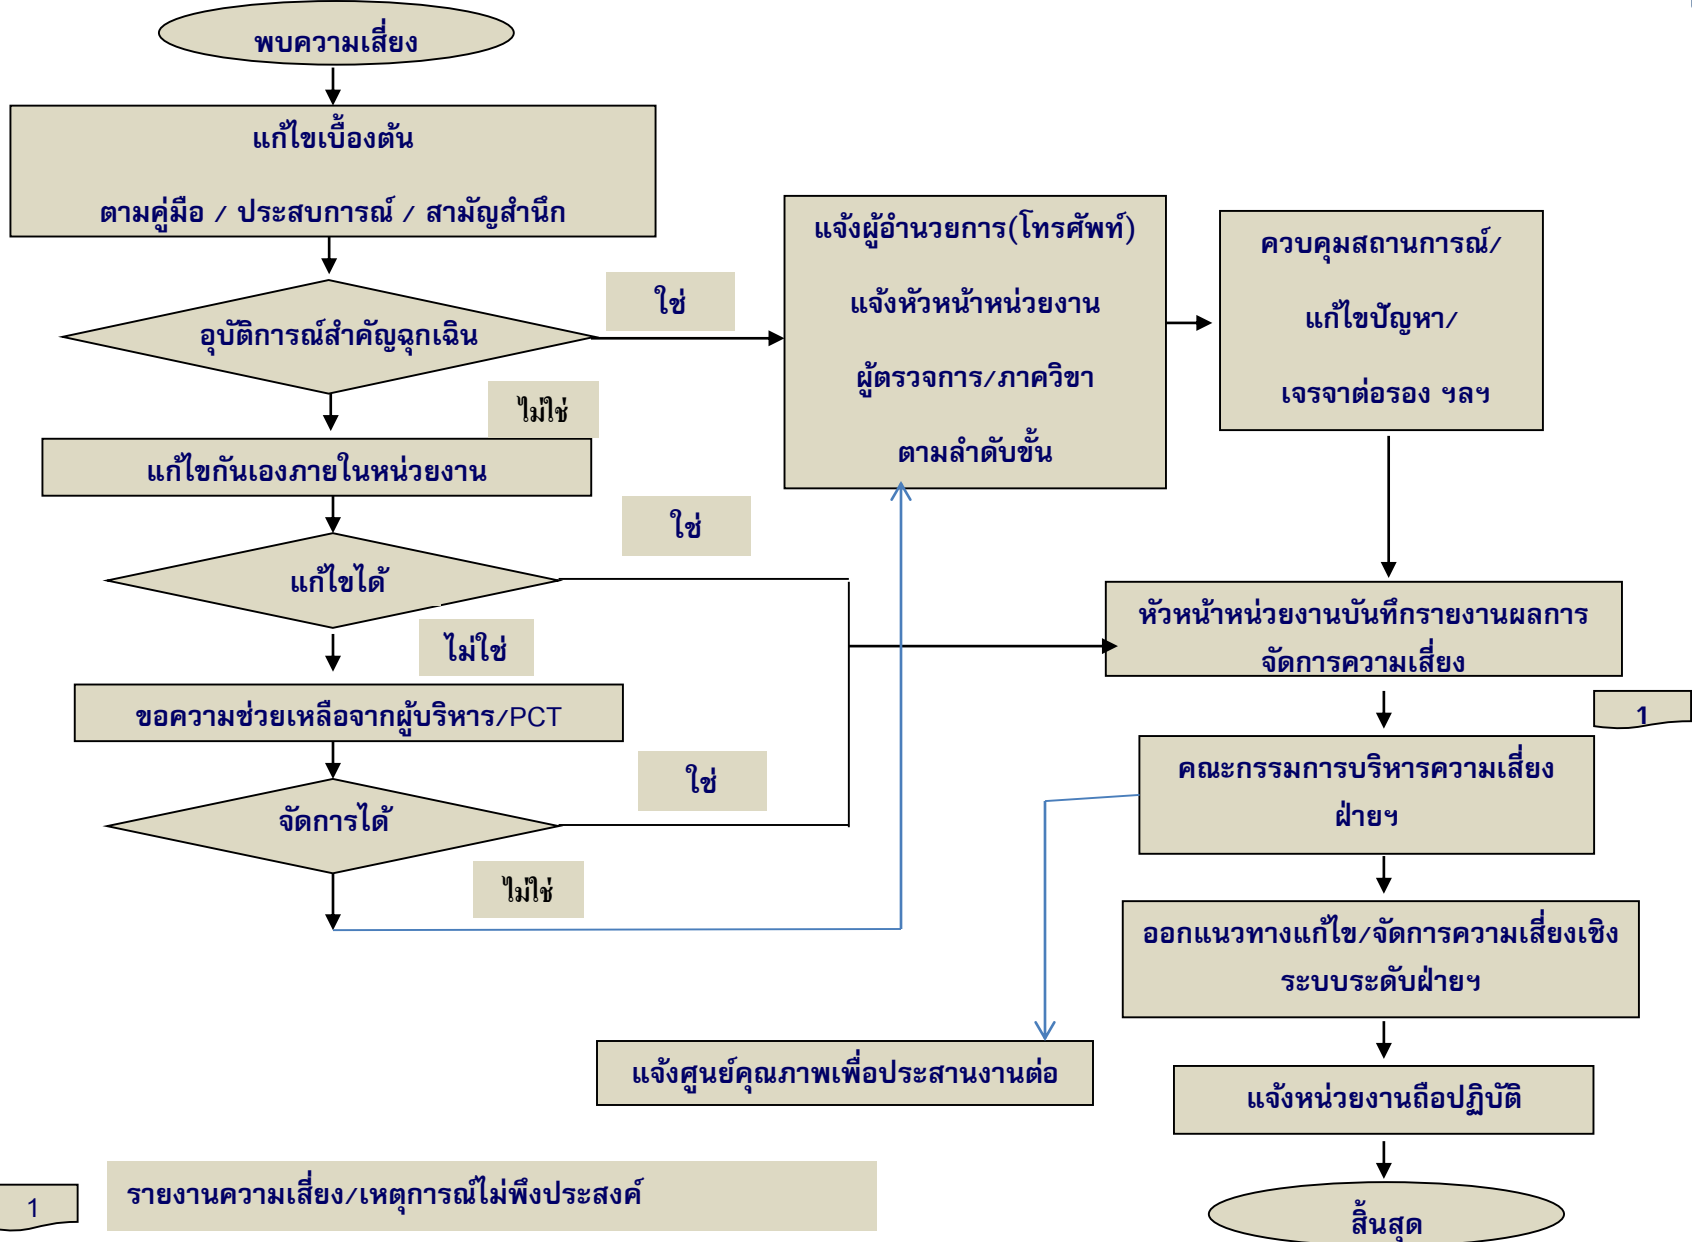 พบความเสี่ยง
แก้ไขเบื้องต้น
ตามคู่มือ / ประสบการณ์ / สามัญสำนึก
อุบัติการณ์สำคัญฉุกเฉิน
ใช่
แจ้งผู้อำนวยการ(โทรศัพท์)
แจ้งหัวหน้าหน่วยงาน
ผู้ตรวจการ/ภาควิขา
ตามลำดับขั้น
ควบคุมสถานการณ์/
แก้ไขปัญหา/
เจรจาต่อรอง ฯลฯ
ไม่ใช่
แก้ไขกันเองภายในหน่วยงาน
ใช่
แก้ไขได้
ไม่ใช่
ขอความช่วยเหลือจากผู้บริหาร/PCT
ใช่
จัดการได้
ไม่ใช่
หัวหน้าหน่วยงานบันทึกรายงานผลการ
จัดการความเสี่ยง
1
คณะกรรมการบริหารความเสี่ยง
ฝ่ายฯ
ออกแนวทางแก้ไข/จัดการความเสี่ยงเชิง
ระบบระดับฝ่ายฯ
แจ้งศูนย์คุณภาพเพื่อประสานงานต่อ
แจ้งหน่วยงานถือปฏิบัติ
สิ้นสุด
1
รายงานความเสี่ยง/เหตุการณ์ไม่พึงประสงค์